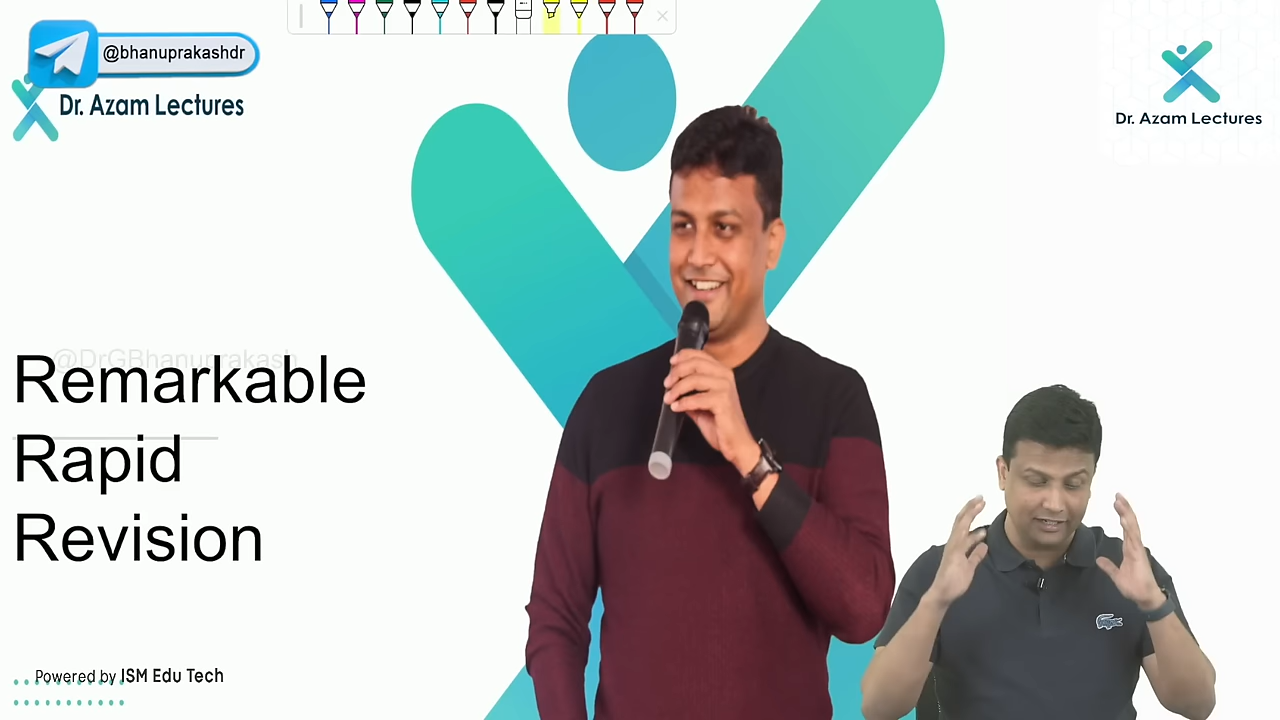 @bhanuprakashdr
Dr. Azam Lectures
Dr. Azam Lectures
@DrGBhanuprakash
Remarkable
Rapid
Revision
Powered by ISM Edu Tech